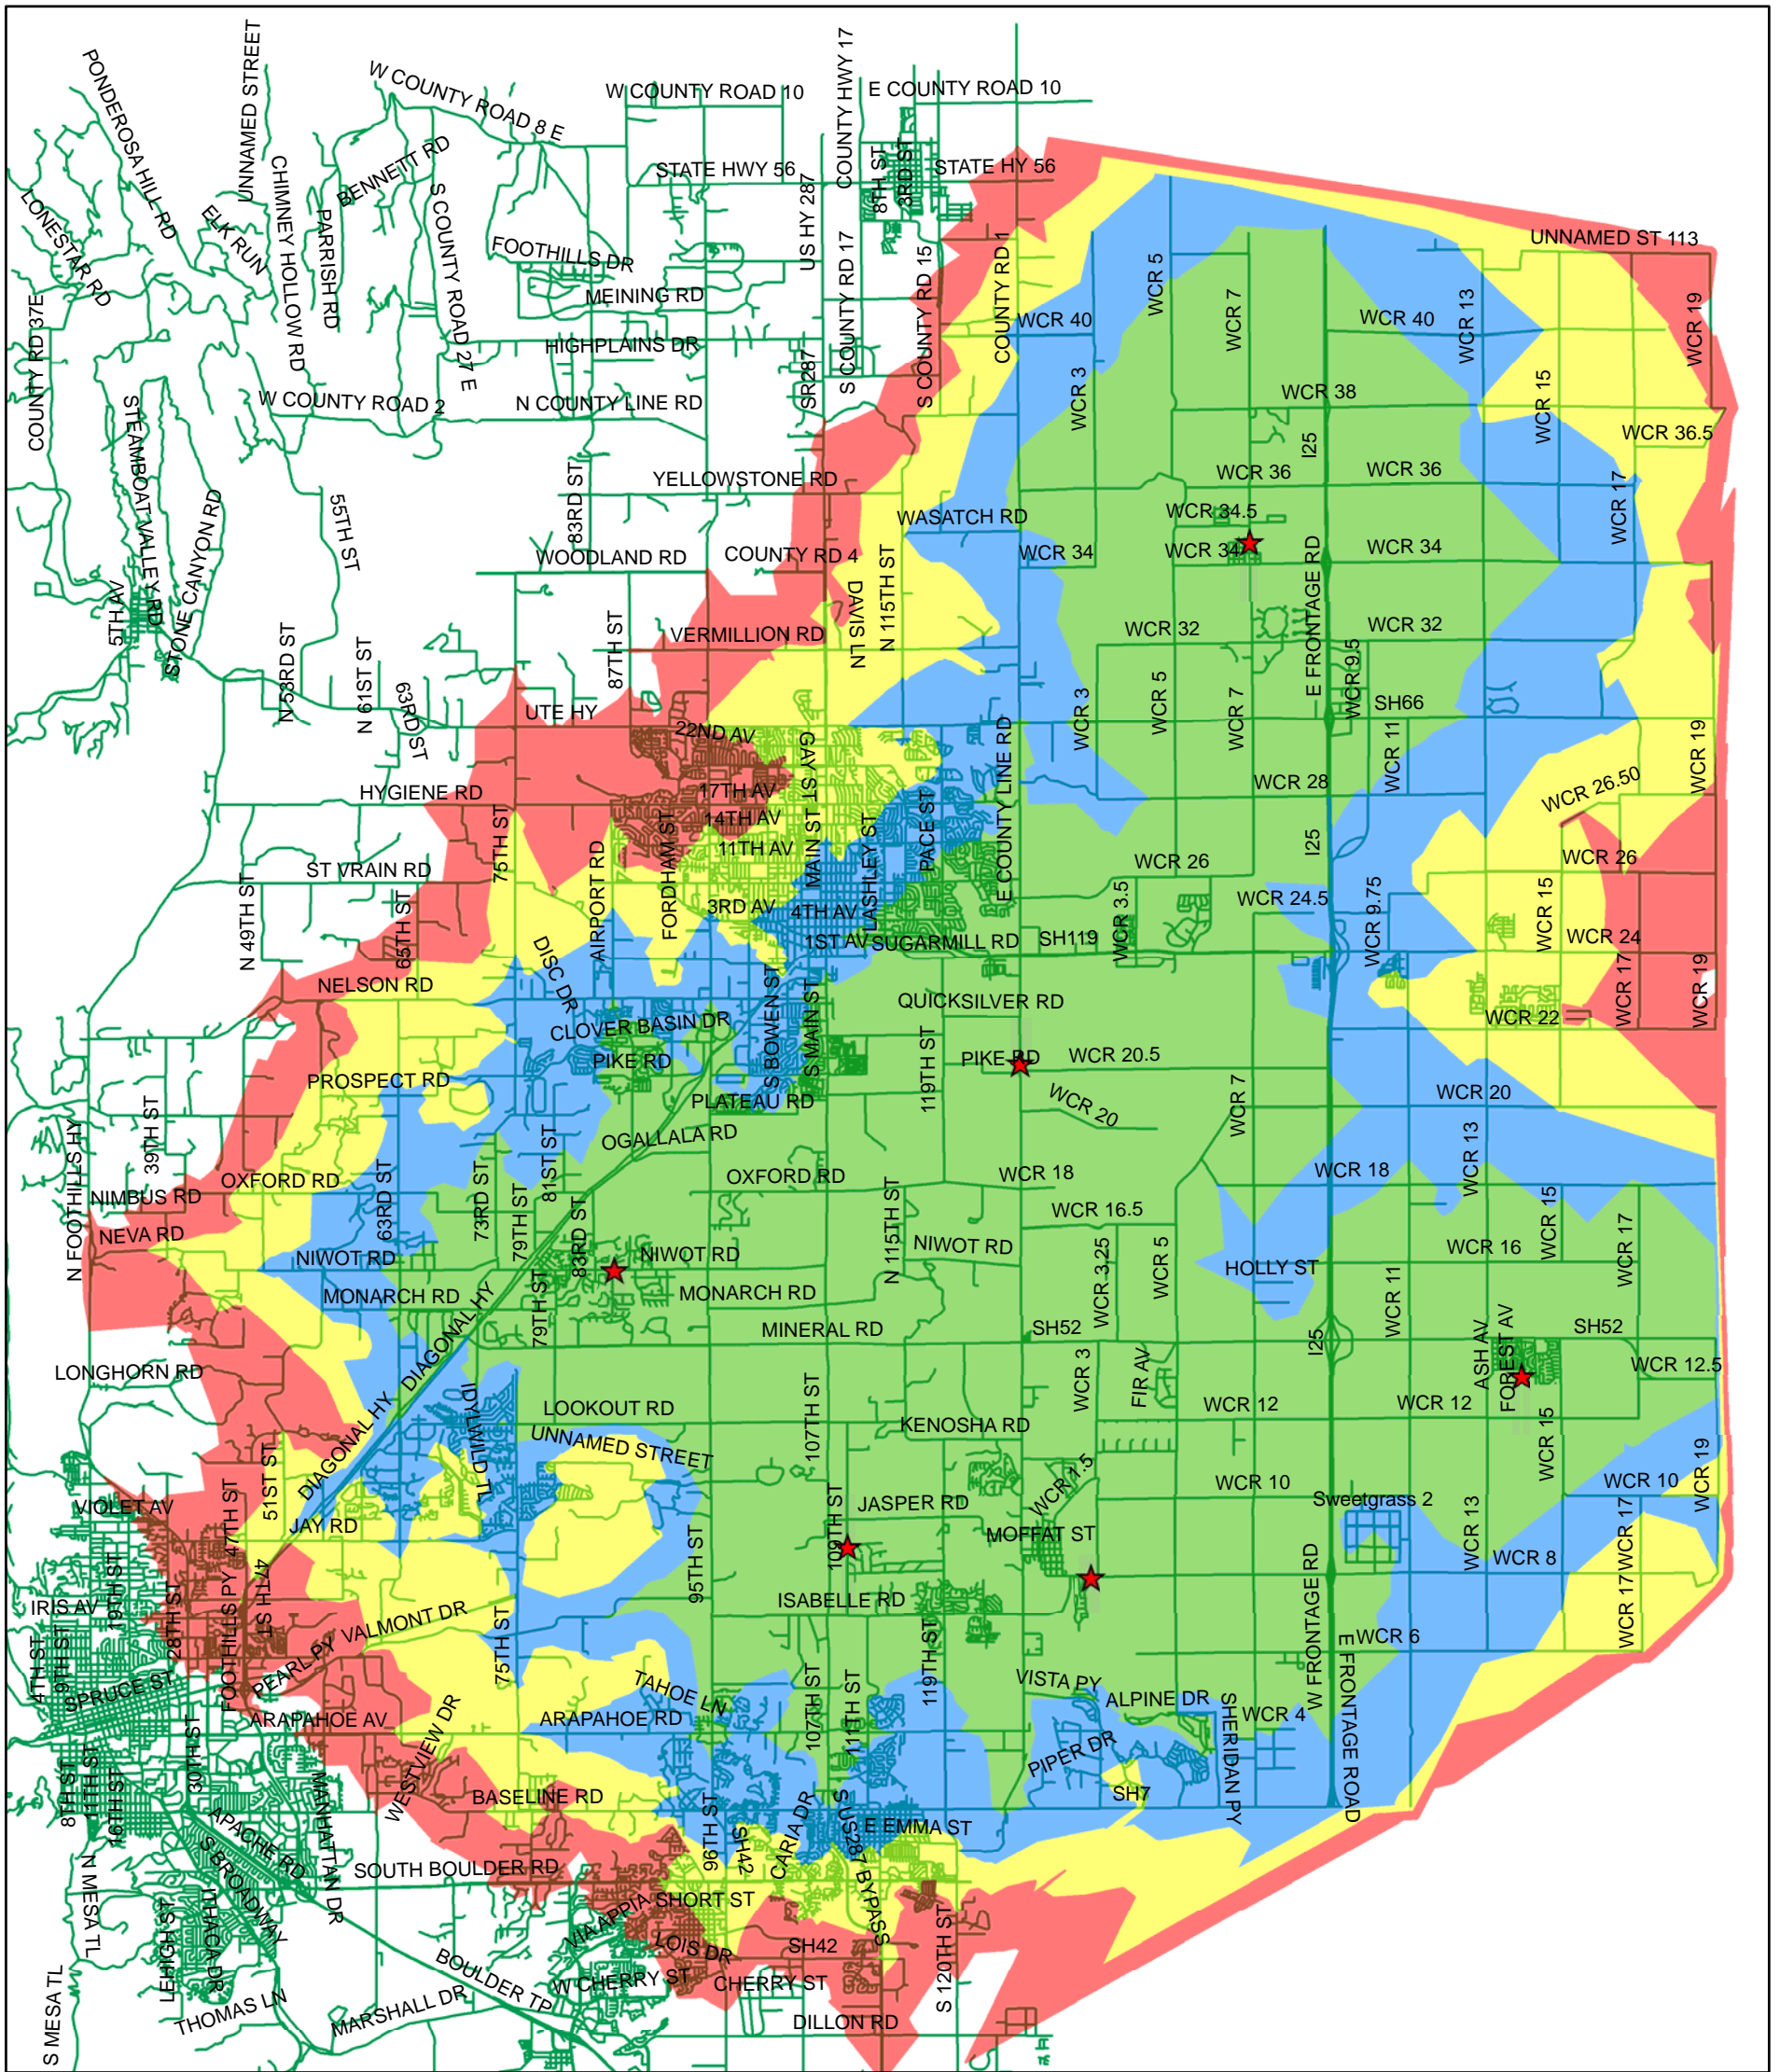 PONDEROSA HILL RD
UNNAMED STREET
W COUNTY ROAD 8 E
W COUNTY ROAD 10
COUNTY HWY 17
E COUNTY ROAD 10
LONESTAR RD
ELK RUN
CHIMNEY HOLLOW RD
PARRISH RD
BENNETT RD
S COUNTY ROAD 27 E
STATE HWY 56
US HY 287
8TH ST
3RD ST
STATE HY 56
FOOTHILLS DR
MEINING RD
S COUNTY RD 17
S COUNTY RD 15
COUNTY RD 1
UNNAMED ST 113
COUNTY RD 37E
HIGHPLAINS DR
SR287
WCR 40
WCR 3
WCR 5
WCR 7
WCR 40
WCR 13
WCR 19
W COUNTY ROAD 2
N COUNTY LINE RD
WCR 38
WCR 15
WCR 36.5
STEAMBOAT VALLEY RD
STONE CANYON RD
55TH ST
83RD ST
YELLOWSTONE RD
WASATCH RD
I25
WCR 36
WCR 36
WCR 17
WCR 34.5
WOODLAND RD
COUNTY RD 4
WCR 34
WCR 34
WCR 34
5TH AV
DAVIS LN
N 115TH ST
E FRONTAGE RD
N 53RD ST
N 61ST ST
63RD ST
87TH ST
VERMILLION RD
WCR 32
WCR 32
WCR 9.5
UTE HY
22ND AV
GAY ST
E COUNTY LINE RD
WCR 3
WCR 5
WCR 7
SH66
WCR 11
WCR 19
HYGIENE RD
17TH AV
14TH AV
11TH AV
WCR 28
WCR 26.50
75TH ST
AIRPORT RD
FORDHAM ST
MAIN ST
LASHLEY ST
PACE ST
I25
ST VRAIN RD
WCR 26
WCR 26
N 49TH ST
65TH ST
3RD AV
4TH AV
WCR 3.5
WCR 24.5
WCR 9.75
WCR 15
1ST AV
SUGARMILL RD
SH119
WCR 24
NELSON RD
DISC DR
S BOWEN ST
S MAIN ST
QUICKSILVER RD
WCR 17
WCR 19
CLOVER BASIN DR
WCR 22
PIKE RD
PIKE RD
WCR 20.5
PROSPECT RD
119TH ST
PLATEAU RD
WCR 20
WCR 7
WCR 20
N FOOTHILLS HY
39TH ST
OGALLALA RD
WCR 13
OXFORD RD
NIMBUS RD
63RD ST
73RD ST
79TH ST
81ST ST
83RD ST
OXFORD RD
WCR 18
WCR 18
NEVA RD
N 115TH ST
WCR 16.5
WCR 15
WCR 17
NIWOT RD
NIWOT RD
NIWOT RD
WCR 3.25
WCR 5
HOLLY ST
WCR 16
MONARCH RD
79TH ST
MONARCH RD
WCR 11
MINERAL RD
SH52
I25
ASH AV
FOREST AV
SH52
LONGHORN RD
DIAGONAL HY
WCR 3
FIR AV
WCR 12.5
DIAGONAL HY
IDYLWILD TL
LOOKOUT RD
107TH ST
KENOSHA RD
WCR 12
WCR 12
UNNAMED STREET
WCR 15
51ST ST
WCR 1.5
WCR 10
WCR 10
WCR 19
VIOLET AV
47TH ST
JAY RD
109TH ST
JASPER RD
Sweetgrass 2
MOFFAT ST
WCR 13
WCR 17
19TH ST
28TH ST
47TH ST
95TH ST
WCR 8
IRIS AV
ISABELLE RD
WCR 17
4TH ST
9TH ST
FOOTHILLS PY
PEARL PY
VALMONT DR
75TH ST
119TH ST
W FRONTAGE RD
WCR 6
SPRUCE ST
TAHOE LN
107TH ST
111TH ST
VISTA PY
ALPINE DR
SHERIDAN PY
WCR 4
E FRONTAGE ROAD
ARAPAHOE AV
WESTVIEW DR
ARAPAHOE RD
PIPER DR
30TH ST
8TH ST
11TH ST
16TH ST
MANHATTAN DR
BASELINE RD
SH7
APACHE RD
96TH ST
SH42
CARIA DR
S US287 BYPASS
E EMMA ST
S BROADWAY
SOUTH BOULDER RD
N MESA TL
LEHIGH ST
ITHACA DR
VIA APPIA
SHORT ST
LOIS DR
SH42
S 120TH ST
S MESA TL
BOULDER TP
W CHERRY ST
CHERRY ST
THOMAS LN
MARSHALL DR
DILLON RD